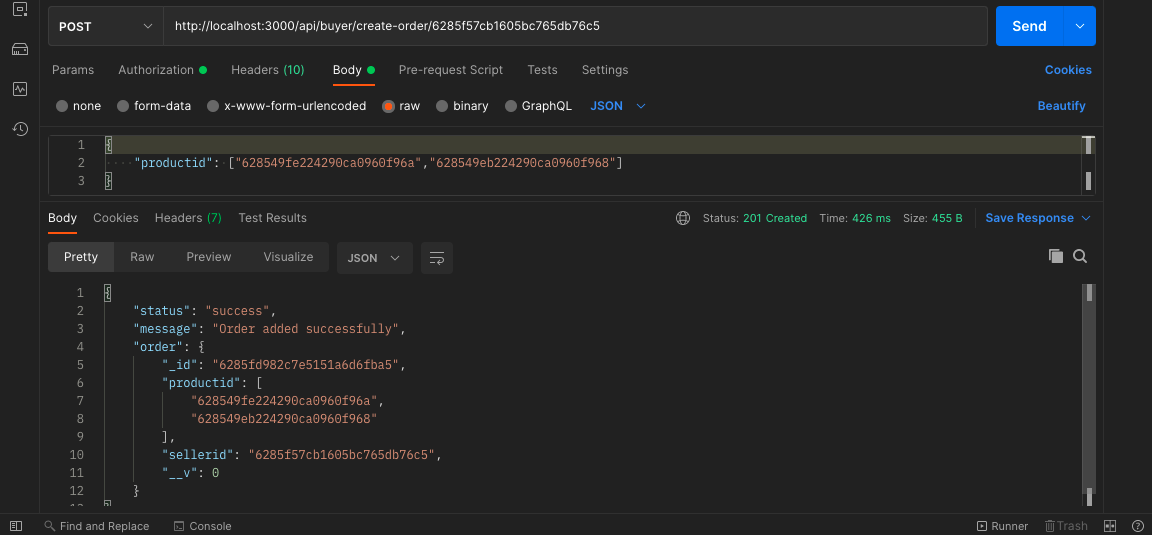 POST http://localhost:3000/api/buyer/create-order/6285f57cb1605bc765db76c5 Send
Params Authorization Headers (10) Body Pre-request Script Tests Settings Cookies
none form-data x-www-form-urlencoded raw binary GraphQL JSON Beautify
1 {
2 "productid": ["628549fe224290ca0960f96a","628549eb224290ca0960f968"]
3 }
Body Cookies Headers (7) Test Results Status: 201 Created Time: 426 ms Size: 455 B Save Response
Pretty Raw Preview Visualize JSON
1 {
2 "status": "success",
3 "message": "Order added successfully",
4 "order": {
5 "_id": "6285fd982c7e5151a6d6fba5",
6 "productid": [
7 "628549fe224290ca0960f96a",
8 "628549eb224290ca0960f968"
9 ],
10 "sellerid": "6285f57cb1605bc765db76c5",
11 "__v": 0
12 }
13 }
Find and Replace Console Runner Trash